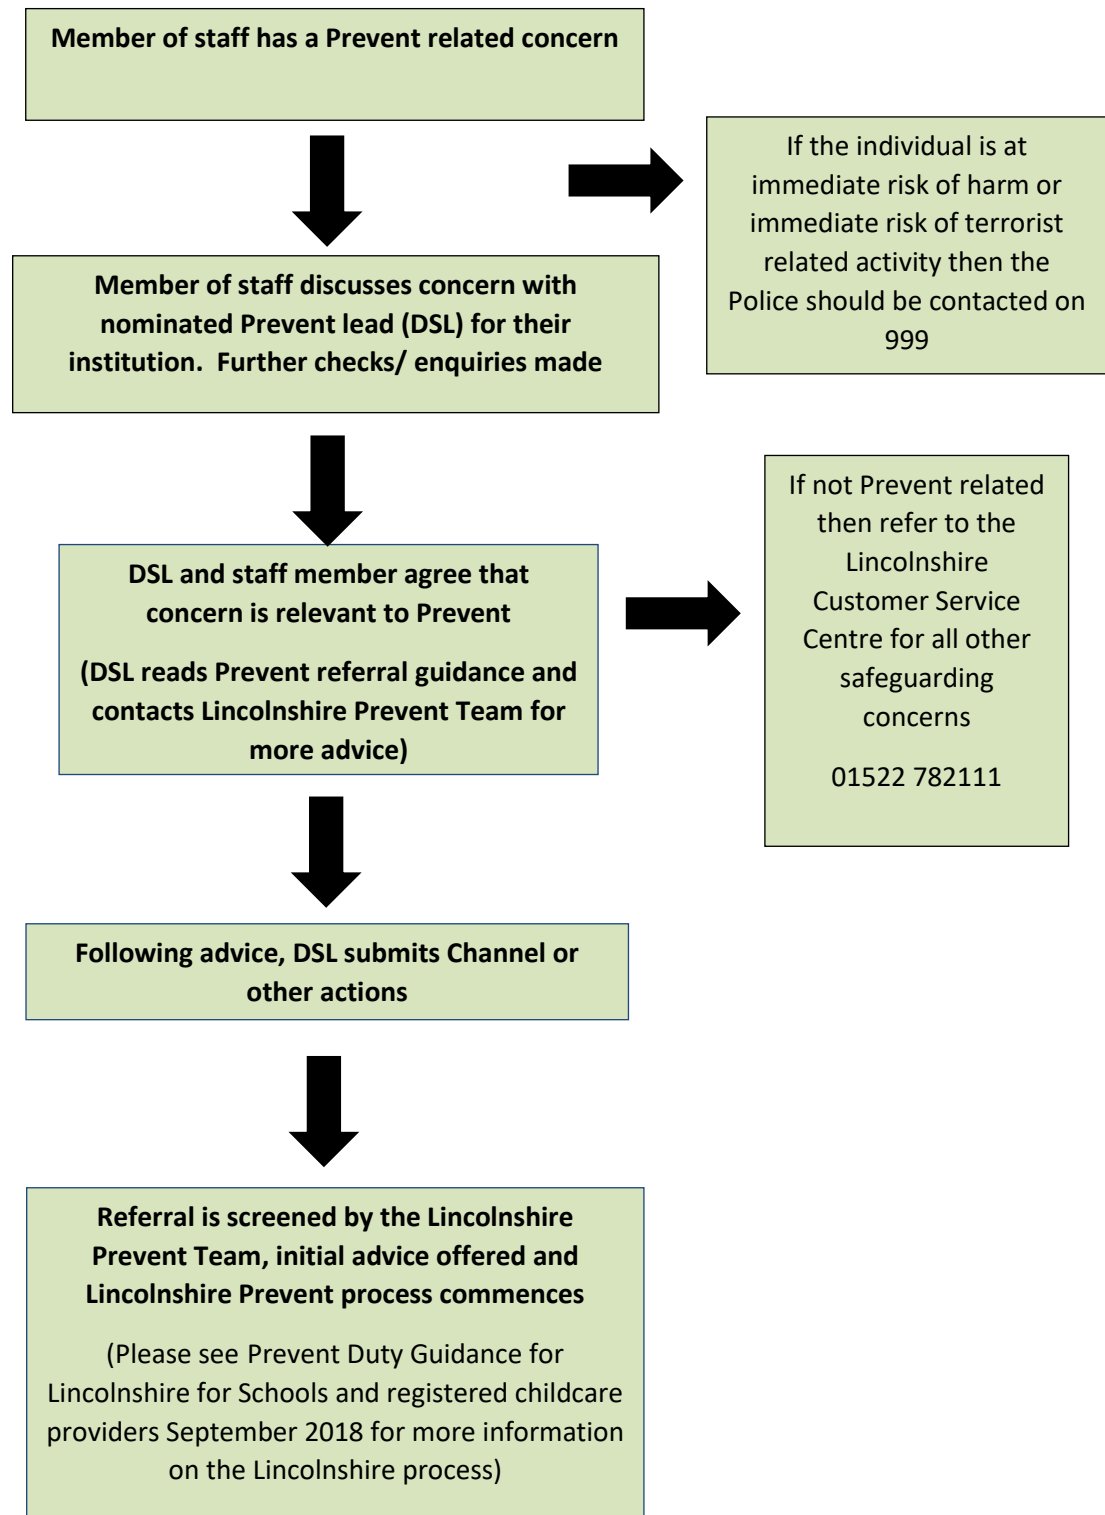 Member of staff has a Prevent related concern
If the individual is at
immediate risk of harm or
immediate risk of terrorist
related activity then the
Police should be contacted on
999
Member of staff discusses concern with
nominated Prevent lead (DSL) for their
institution.  Further checks/ enquiries made
DSL and staff member agree that
concern is relevant to Prevent
(DSL reads Prevent referral guidance and
contacts Lincolnshire Prevent Team for
more advice)
If not Prevent related
then refer to the
Lincolnshire
Customer Service
Centre for all other
safeguarding
concerns
01522 782111
Following advice, DSL submits Channel or
other actions
Referral is screened by the Lincolnshire
Prevent Team, initial advice offered and
Lincolnshire Prevent process commences
(Please see Prevent Duty Guidance for
Lincolnshire for Schools and registered childcare
providers September 2018 for more information
on the Lincolnshire process)